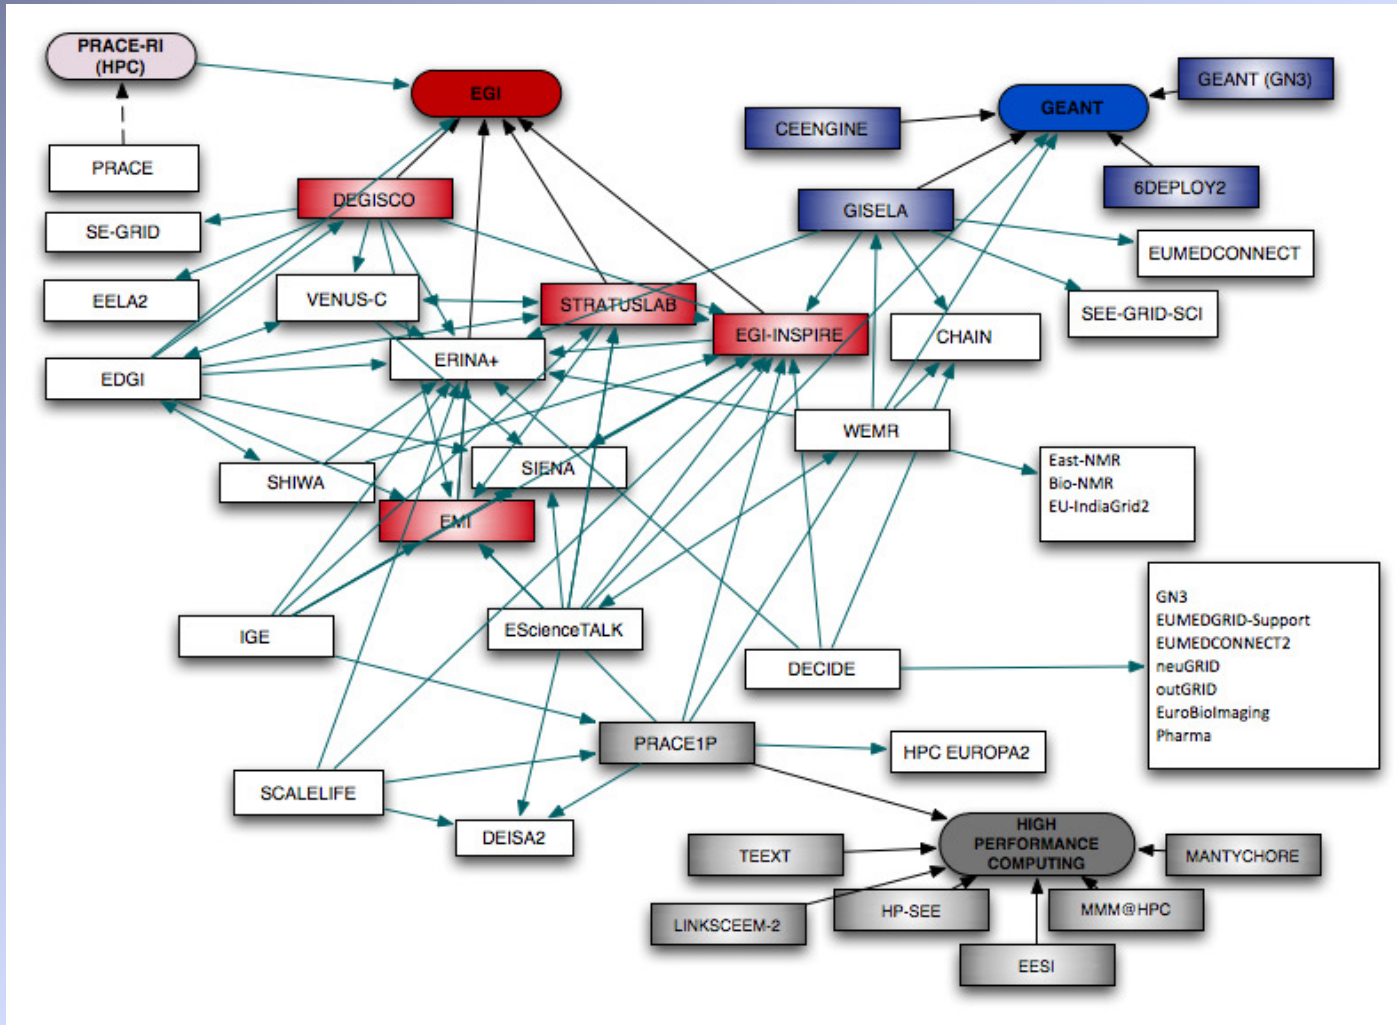 PRACE-RI
(HPC)
EGI
GEANT
GEANT (GN3)
CEENGINE
PRACE
6DEPLOY2
DEGISCO
GISELA
SE-GRID
EUMEDCONNECT
EELA2
VENUS-C
STRATUSLAB
SEE-GRID-SCI
EGI-INSPIRE
CHAIN
ERINA+
EDGI
WEMR
SIENA
SHIWA
East-NMR
Bio-NMR
EU-IndiaGrid2
EMI
GN3
EUMEDGRID-Support
EUMEDCONNECT2
neuGRID
outGRID
EuroBioImaging
Pharma
IGE
EScienceTALK
DECIDE
PRACE1P
HPC EUROPA2
SCALELIFE
DEISA2
HIGH
PERFORMANCE
COMPUTING
TEEXT
MANTYCHORE
LINKSCEEM-2
HP-SEE
MMM@HPC
EESI